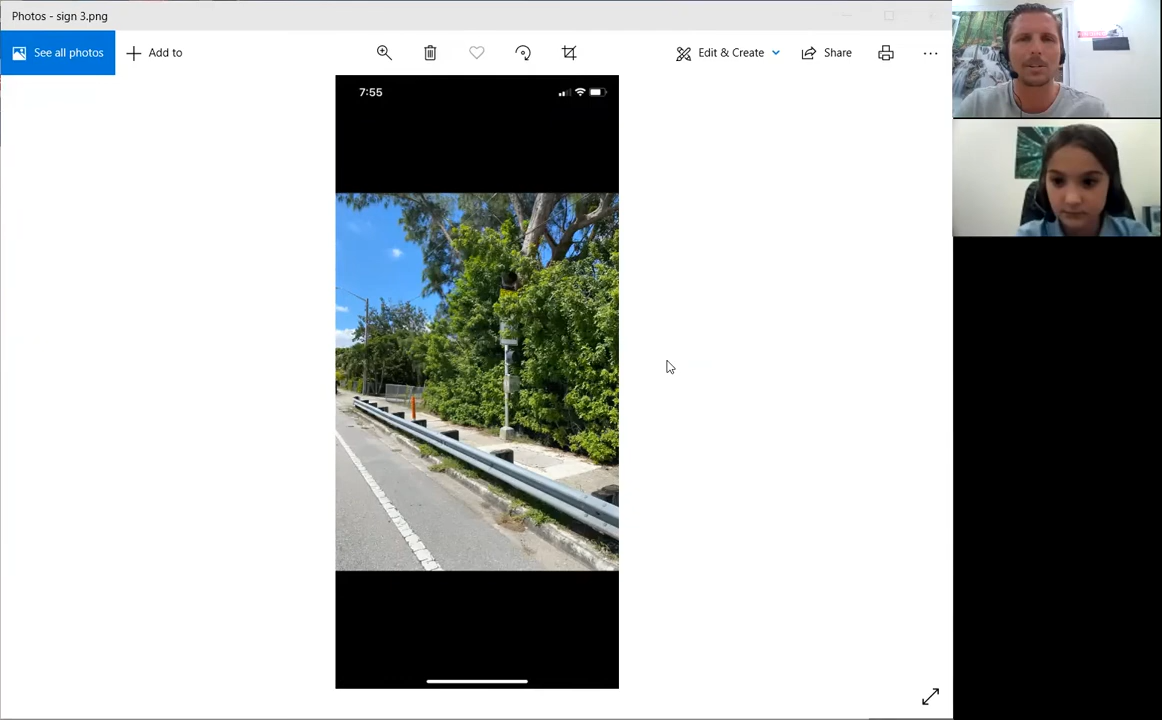 Photos - sign 3.png
See all photos
Add to
Edit & Create
Share
7:55